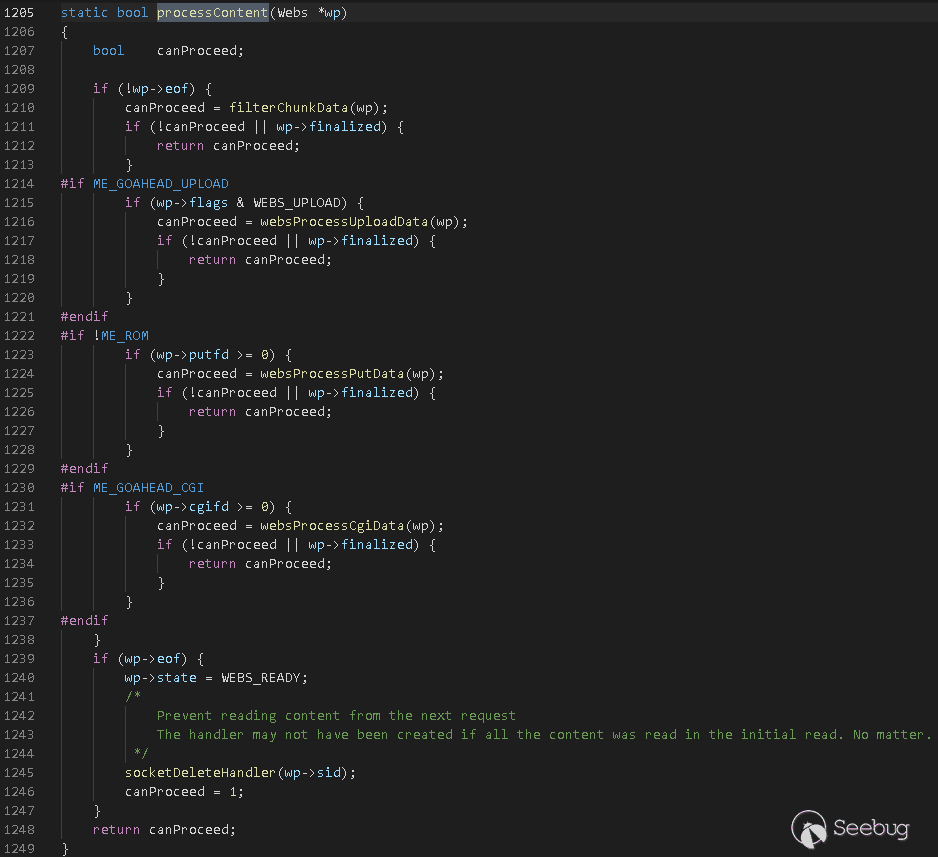 1205 static bool processContent(Webs *wp)
1206 {
1207     bool    canProceed;
1208
1209     if (!wp->eof) {
1210         canProceed = filterChunkData(wp);
1211         if (!canProceed || wp->finalized) {
1212             return canProceed;
1213         }
1214 #if ME_GOAHEAD_UPLOAD
1215         if (wp->flags & WEBS_UPLOAD) {
1216             canProceed = websProcessUploadData(wp);
1217             if (!canProceed || wp->finalized) {
1218                 return canProceed;
1219             }
1220         }
1221 #endif
1222 #if !ME_ROM
1223         if (wp->putfd >= 0) {
1224             canProceed = websProcessPutData(wp);
1225             if (!canProceed || wp->finalized) {
1226                 return canProceed;
1227             }
1228         }
1229 #endif
1230 #if ME_GOAHEAD_CGI
1231         if (wp->cgifd >= 0) {
1232             canProceed = websProcessCgiData(wp);
1233             if (!canProceed || wp->finalized) {
1234                 return canProceed;
1235             }
1236         }
1237 #endif
1238     }
1239     if (wp->eof) {
1240         wp->state = WEBS_READY;
1241         /*
1242             Prevent reading content from the next request
1243             The handler may not have been created if all the content was read in the initial read. No matter.
1244          */
1245         socketDeleteHandler(wp->sid);
1246         canProceed = 1;
1247     }
1248     return canProceed;
1249 }
Seebug